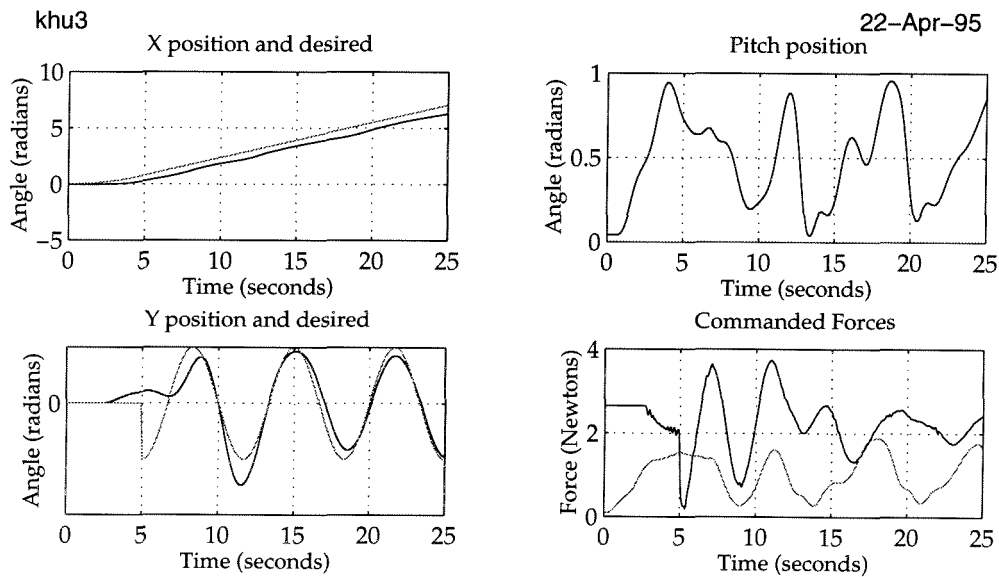 khu3
22–Apr–95
X position and desired
Angle (radians)
10
5
0
−5
0 5 10 15 20 25
Time (seconds)
Pitch position
Angle (radians)
1
0.5
0
0 5 10 15 20 25
Time (seconds)
Y position and desired
Angle (radians)
0
0 5 10 15 20 25
Time (seconds)
Commanded Forces
Force (Newtons)
4
2
0
0 5 10 15 20 25
Time (seconds)